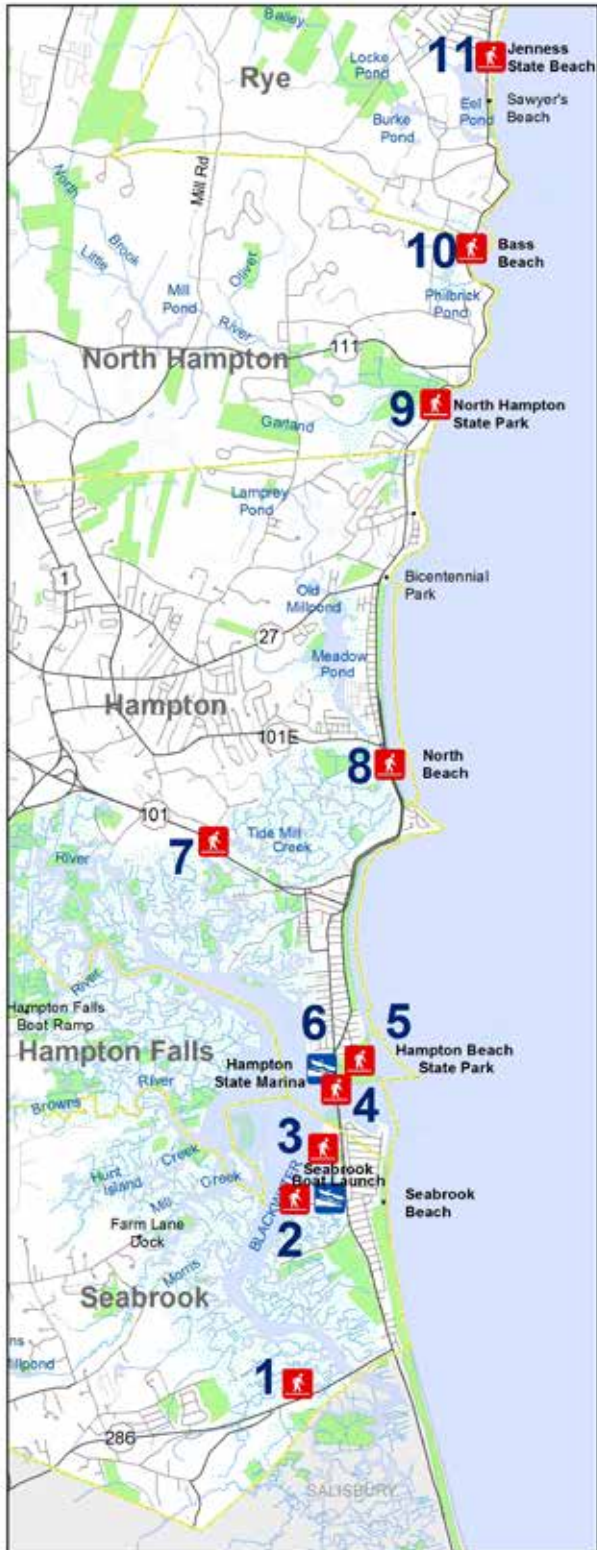 Bailey
11
Jenness
State Beach
Locke
Pond
Rye
Eel
Pond
Sawyer's
Beach
Burke
Pond
Mill Rd
North
Brook
Little
10
Bass
Beach
Olivet
Mill
Pond
Philbrick
Pond
River
111
North Hampton
9
North Hampton
State Park
Garland
Lamprey
Pond
1
Bicentennial
Park
Old
Millpond
27
Meadow
Pond
Hampton
101E
8
North
Beach
101
7
Tide Mill
Creek
River
River
Hampton Falls
Boat Ramp
6
5
Hampton Falls
Hampton
State Marina
Hampton Beach
State Park
River
Browns
4
3
Creek
Hunt
Island
Seabrook
Boat Launch
Creek
Mill
BLACKWATER
Seabrook
Beach
Farm Lane
Dock
2
Morris
Seabrook
ns
Millpond
1
286
SALISBURY